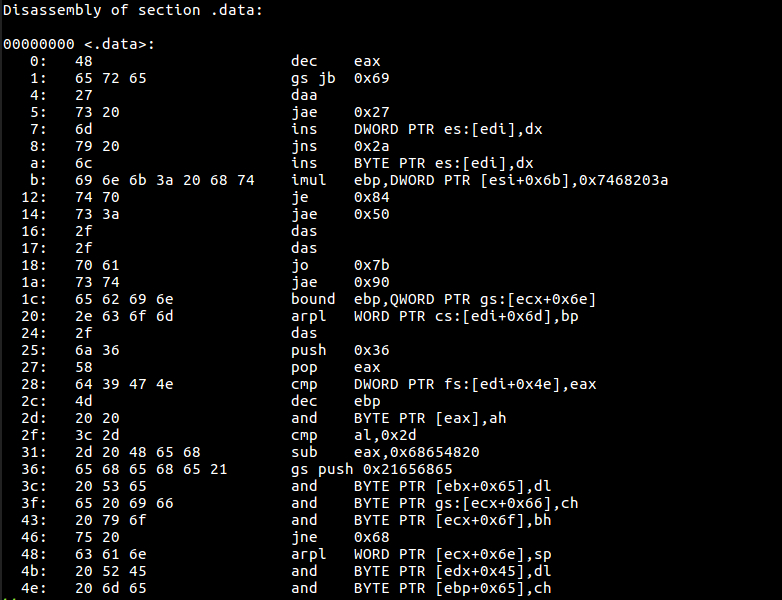 Disassembly of section .data:
00000000 <.data>:
0: 48 dec eax
1: 65 72 65 gs jb 0x69
4: 27 daa
5: 73 20 jae 0x27
7: 6d ins DWORD PTR es:[edi],dx
8: 79 20 jns 0x2a
a: 6c ins BYTE PTR es:[edi],dx
b: 69 6e 6b 3a 20 68 74 imul ebp,DWORD PTR [esi+0x6b],0x7468203a
12: 74 70 je 0x84
14: 73 3a jae 0x50
16: 2f das
17: 2f das
18: 70 61 jo 0x7b
1a: 73 74 jae 0x90
1c: 65 62 69 6e bound ebp,QWORD PTR gs:[ecx+0x6e]
20: 2e 63 6f 6d arpl WORD PTR cs:[edi+0x6d],bp
24: 2f das
25: 6a 36 push 0x36
27: 58 pop eax
28: 64 39 47 4e cmp DWORD PTR fs:[edi+0x4e],eax
2c: 4d dec ebp
2d: 20 20 and BYTE PTR [eax],ah
2f: 3c 2d cmp al,0x2d
31: 2d 20 48 65 68 sub eax,0x68654820
36: 65 68 65 68 65 21 gs push 0x21656865
3c: 20 53 65 and BYTE PTR [ebx+0x65],dl
3f: 65 20 69 66 and BYTE PTR gs:[ecx+0x66],ch
43: 20 79 6f and BYTE PTR [ecx+0x6f],bh
46: 75 20 jne 0x68
48: 63 61 6e arpl WORD PTR [ecx+0x6e],sp
4b: 20 52 45 and BYTE PTR [edx+0x45],dl
4e: 20 6d 65 and BYTE PTR [ebp+0x65],ch